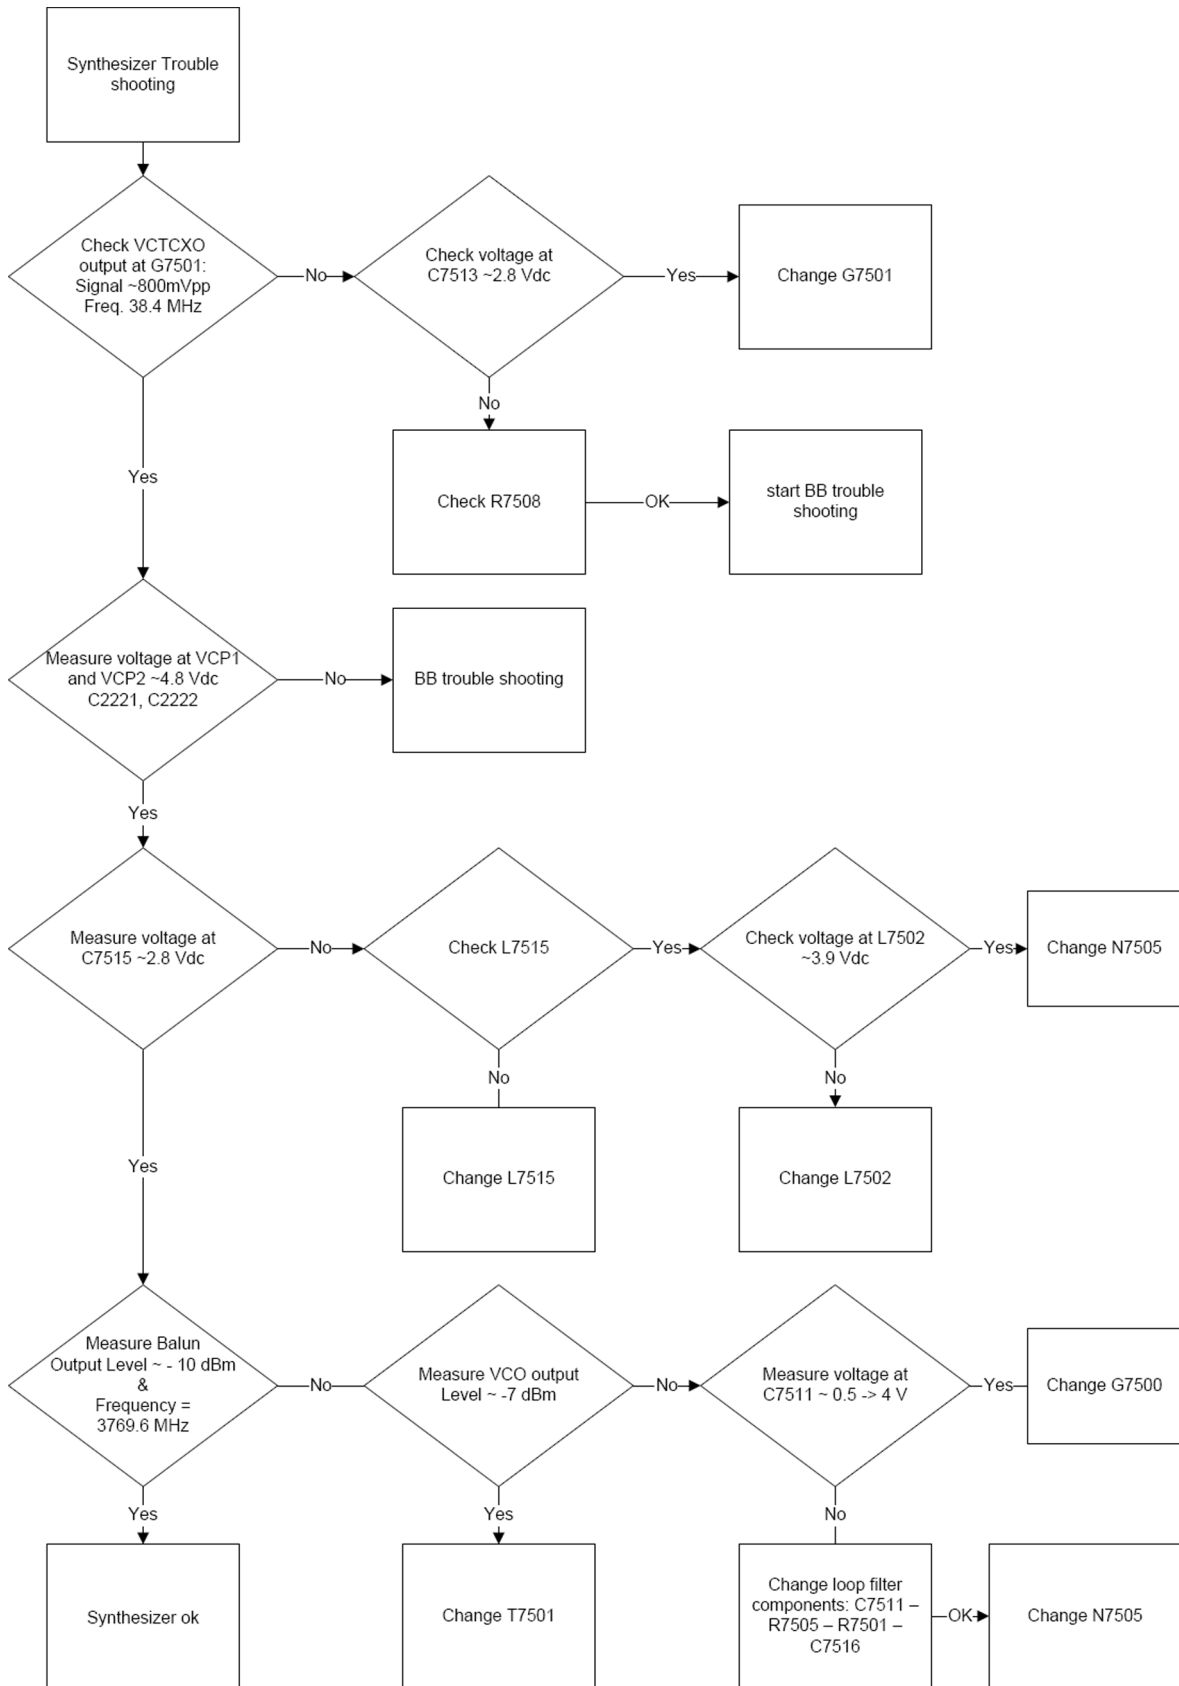 Synthesizer Trouble
shooting
Check VCTCXO
output at G7501:
Signal ~800mVpp
Freq. 38.4 MHz
No
Check voltage at
C7513 ~2.8 Vdc
Yes
Change G7501
No
Yes
Check R7508
OK
start BB trouble
shooting
Measure voltage at VCP1
and VCP2 ~4.8 Vdc
C2221, C2222
No
BB trouble shooting
Yes
Measure voltage at
C7515 ~2.8 Vdc
No
Check L7515
Yes
Check voltage at L7502
~3.9 Vdc
Yes
Change N7505
No
No
Yes
Change L7515
Change L7502
Measure Balun
Output Level ~ - 10 dBm
&
Frequency =
3769.6 MHz
No
Measure VCO output
Level ~ -7 dBm
No
Measure voltage at
C7511 ~ 0.5 -> 4 V
Yes
Change G7500
Yes
Yes
No
Synthesizer ok
Change T7501
Change loop filter
components: C7511 –
R7505 – R7501 –
C7516
OK
Change N7505